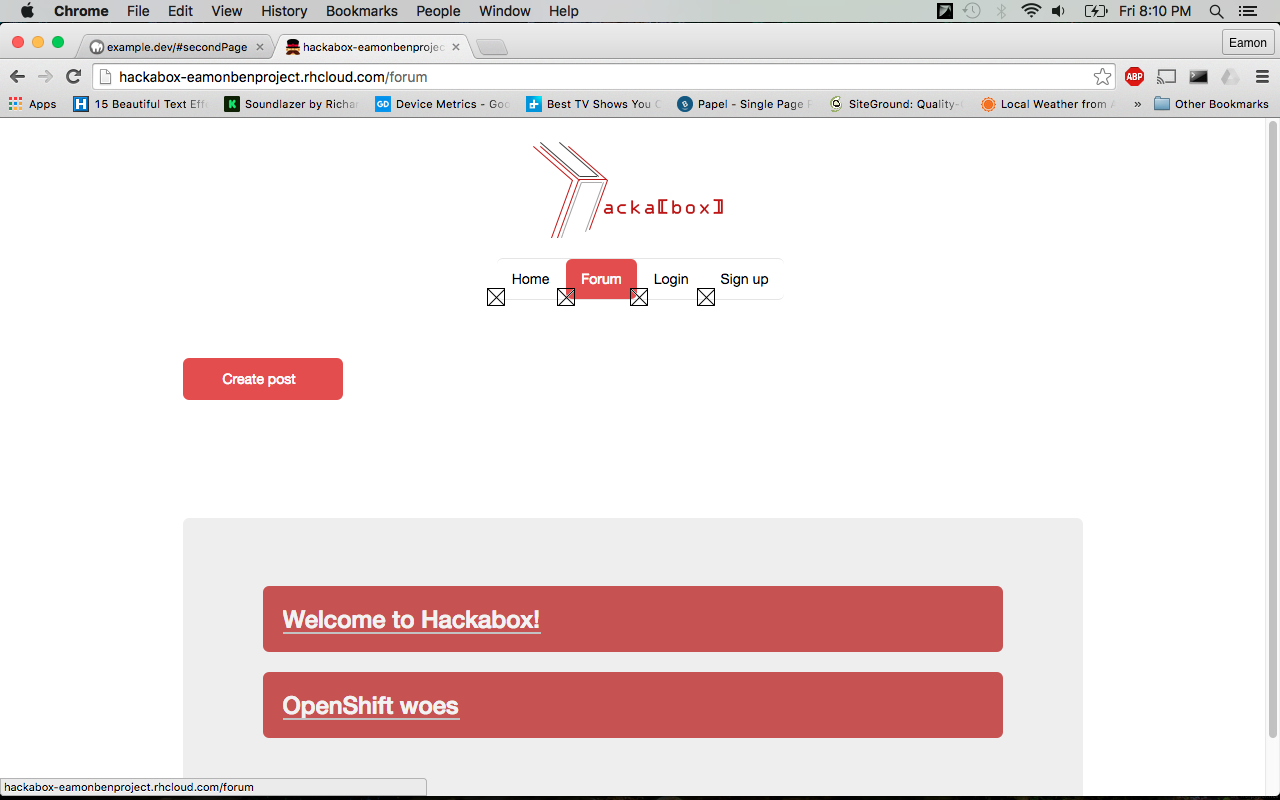 Chrome File Edit View History Bookmarks People Window Help Fri 8:10 PM
example.dev/#secondPage hackabox-eamonbenprojec Eamon
hackabox-eamonbenproject.rhcloud.com/forum ABP
Apps H 15 Beautiful Text Effe K Soundlazer by Richar GD Device Metrics - Goo Best TV Shows You C B Papel - Single Page P SiteGround: Quality- Local Weather from A » Other Bookmarks
acka[box]
Home Forum Login Sign up
Create post
Welcome to Hackabox!
OpenShift woes
hackabox-eamonbenproject.rhcloud.com/forum